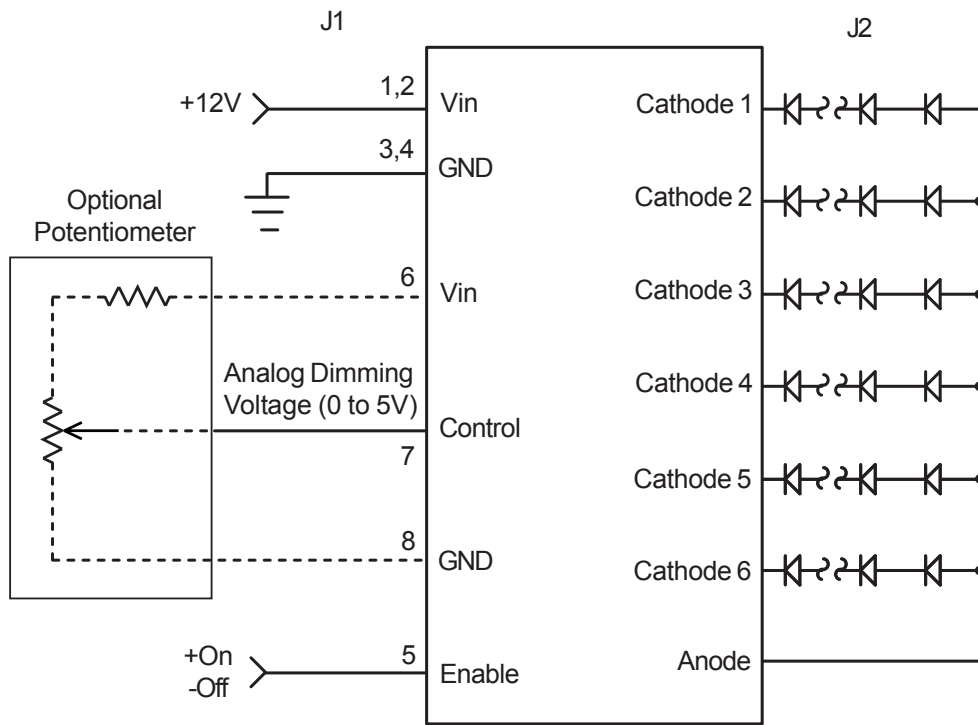 J1
J2
1,2
+12V
Vin
Cathode 1
3,4
GND
Optional
Potentiometer
Cathode 2
6
Vin
Cathode 3
Analog Dimming
Voltage (0 to 5V)
Cathode 4
Control
7
Cathode 5
8
GND
Cathode 6
+On
-Off
5
Enable
Anode